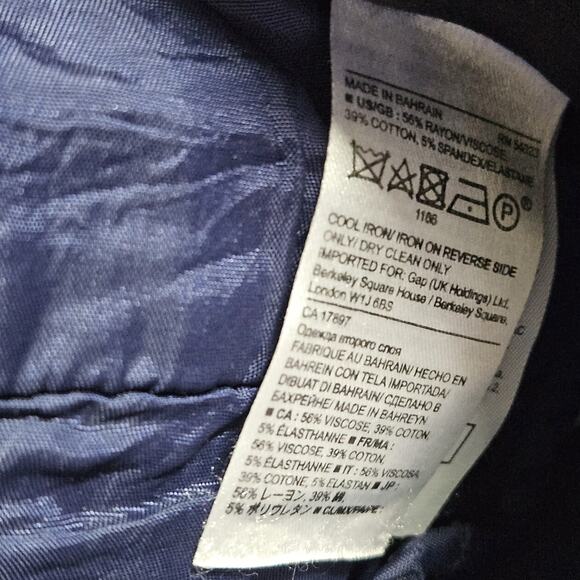 MADE IN BAHRAIN RN 54023
■ US/GB : 56% RAYON/VISCOSE
39% COTTON, 5% SPANDEX/ELASTANE
P ®
1186
COOL IRON/ IRON ON REVERSE SIDE
ONLY/ DRY CLEAN ONLY
IMPORTED FOR: Gap (UK Holdings) Ltd,
Berkeley Square House / Berkeley Square,
London W1J 6BS
CA 17897
Одежда второго слоя
FABRIQUE AU BAHRAIN/ HECHO EN
BAHREIN CON TELA IMPORTADA/
DIBUAT DI BAHRAIN/ СДЕЛАНО В
БАХРЕЙНЕ/ MADE IN BAHREYN
■ CA : 56% VISCOSE, 39% COTON,
5% ÉLASTHANNE ■ FR/MA :
56% VISCOSE, 39% COTON,
5% ÉLASTHANNE ■ IT : 56% VISCOSA,
39% COTONE, 5% ELASTAN ■ JP :
56% レーヨン, 39% 綿,
5% ポリウレタン ■